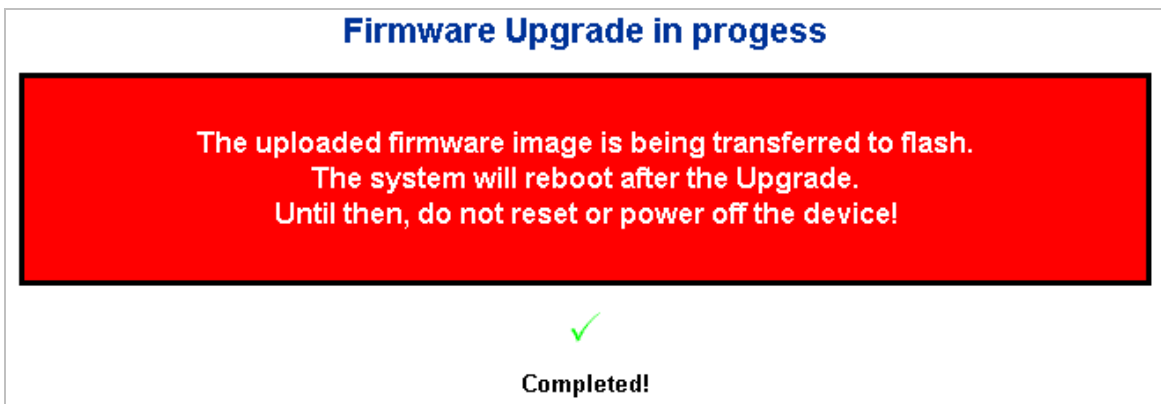 Firmware Upgrade in progess
The uploaded firmware image is being transferred to flash.
The system will reboot after the Upgrade.
Until then, do not reset or power off the device!
Completed!